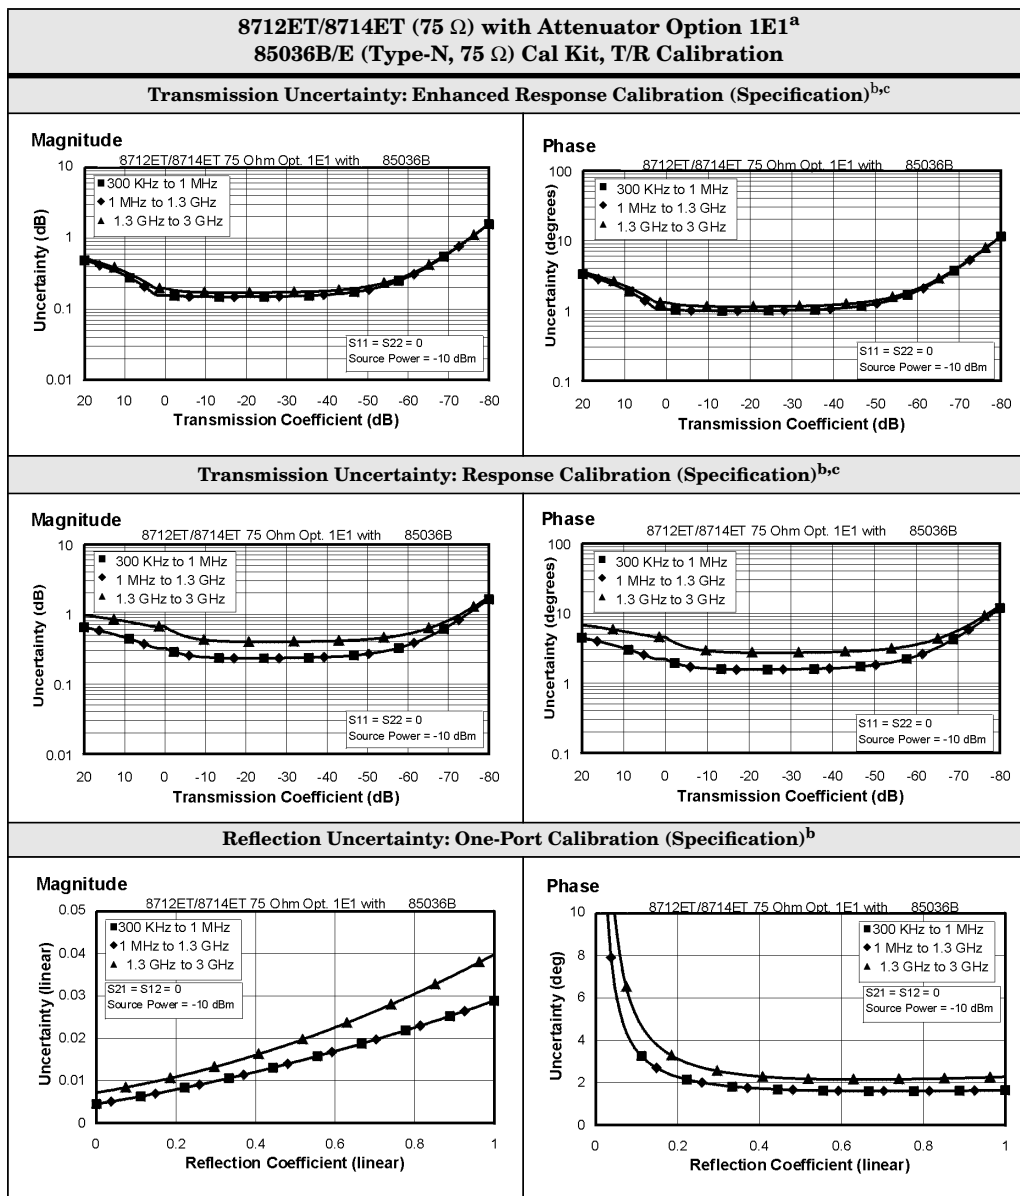 8712ET/8714ET (75 Ω) with Attenuator Option 1E1a
85036B/E (Type-N, 75 Ω) Cal Kit, T/R Calibration
Transmission Uncertainty: Enhanced Response Calibration (Specification)b,c
Magnitude
8712ET/8714ET 75 Ohm Opt. 1E1 with 85036B
10
1
0.1
0.01
Uncertainty (dB)
300 KHz to 1 MHz
1 MHz to 1.3 GHz
1.3 GHz to 3 GHz
S11 = S22 = 0
Source Power = -10 dBm
20 10 0 -10 -20 -30 -40 -50 -60 -70 -80
Transmission Coefficient (dB)
Phase
8712ET/8714ET 75 Ohm Opt. 1E1 with 85036B
100
10
1
0.1
Uncertainty (degrees)
300 KHz to 1 MHz
1 MHz to 1.3 GHz
1.3 GHz to 3 GHz
S11 = S22 = 0
Source Power = -10 dBm
20 10 0 -10 -20 -30 -40 -50 -60 -70 -80
Transmission Coefficient (dB)
Transmission Uncertainty: Response Calibration (Specification)b,c
Magnitude
8712ET/8714ET 75 Ohm Opt. 1E1 with 85036B
10
1
0.1
0.01
Uncertainty (dB)
300 KHz to 1 MHz
1 MHz to 1.3 GHz
1.3 GHz to 3 GHz
S11 = S22 = 0
Source Power = -10 dBm
20 10 0 -10 -20 -30 -40 -50 -60 -70 -80
Transmission Coefficient (dB)
Phase
8712ET/8714ET 75 Ohm Opt. 1E1 with 85036B
100
10
1
0.1
Uncertainty (degrees)
300 KHz to 1 MHz
1 MHz to 1.3 GHz
1.3 GHz to 3 GHz
S11 = S22 = 0
Source Power = -10 dBm
20 10 0 -10 -20 -30 -40 -50 -60 -70 -80
Transmission Coefficient (dB)
Reflection Uncertainty: One-Port Calibration (Specification)b
Magnitude
8712ET/8714ET 75 Ohm Opt. 1E1 with 85036B
0.05
0.04
0.03
0.02
0.01
0
Uncertainty (linear)
300 KHz to 1 MHz
1 MHz to 1.3 GHz
1.3 GHz to 3 GHz
S21 = S12 = 0
Source Power = -10 dBm
0 0.2 0.4 0.6 0.8 1
Reflection Coefficient (linear)
Phase
8712ET/8714ET 75 Ohm Opt. 1E1 with 85036B
10
8
6
4
2
0
Uncertainty (deg)
300 KHz to 1 MHz
1 MHz to 1.3 GHz
1.3 GHz to 3 GHz
S21 = S12 = 0
Source Power = -10 dBm
0 0.2 0.4 0.6 0.8 1
Reflection Coefficient (linear)